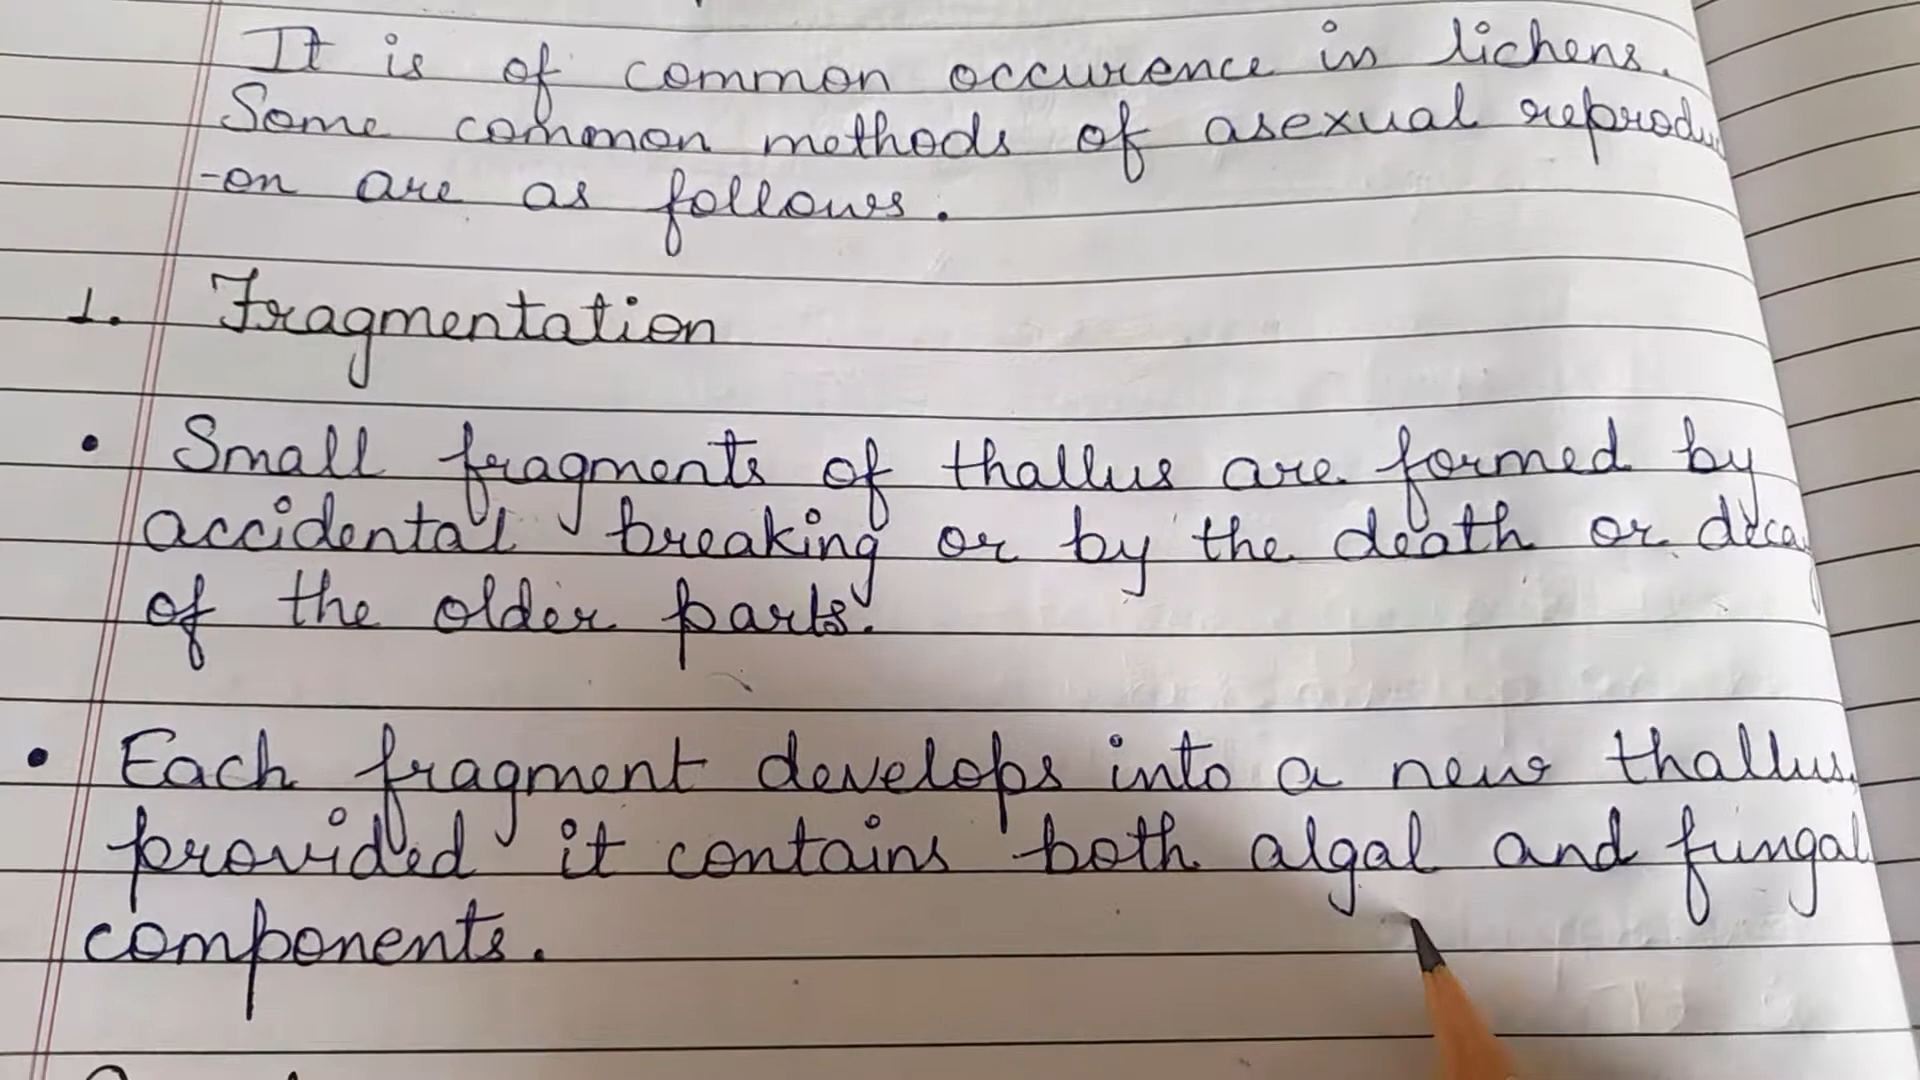 It is of common occurence in lichens.
Some common methods of asexual reprodu
-on are as follows.
1. Fragmentation
• Small fragments of thallus are formed by
accidental breaking or by the death or decay
of the older parts.
• Each fragment develops into a new thallus,
provided it contains both algal and fungal
components.